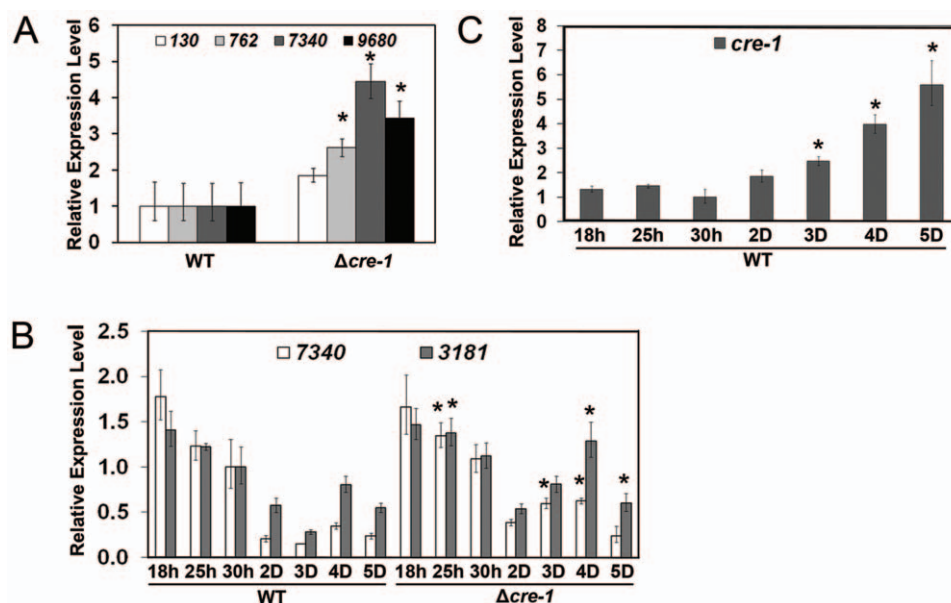 A
Relative Expression Level
6
5
4
3
2
1
0
130 762 7340 9680
*
*
*
WT Δcre-1
C
Relative Expression Level
8
7
6
5
4
3
2
1
0
cre-1
*
*
*
18h 25h 30h 2D 3D 4D 5D
WT
B
Relative Expression Level
2.5
2.0
1.5
1.0
0.5
0.0
7340 3181
* *
*
* *
*
18h 25h 30h 2D 3D 4D 5D 18h 25h 30h 2D 3D 4D 5D
WT Δcre-1